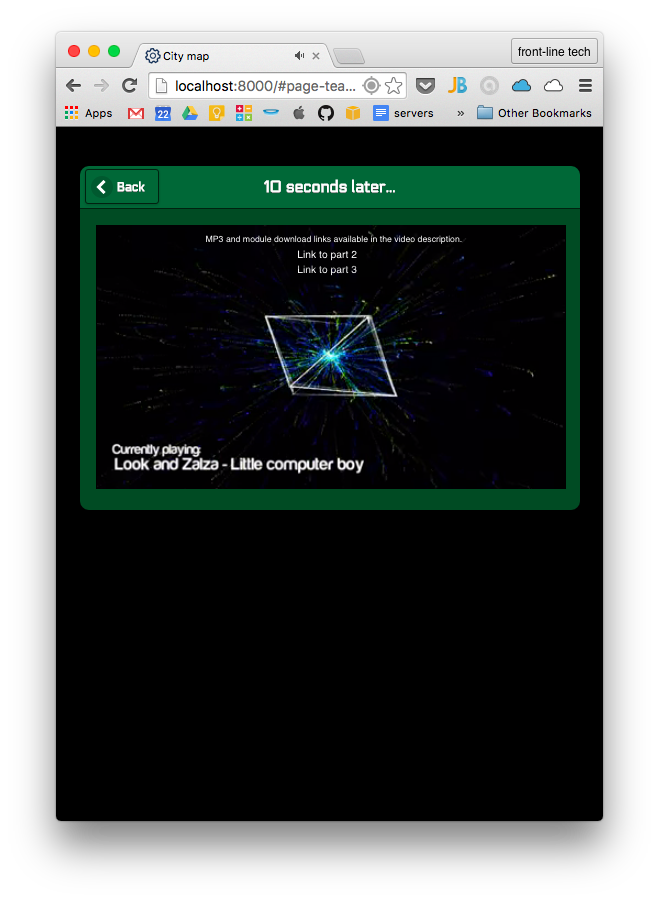 City map
front-line tech
localhost:8000/#page-tea...
Apps
22
JB
servers
»
Other Bookmarks
Back
10 seconds later...
MP3 and module download links available in the video description.
Link to part 2
Link to part 3
Currently playing:
Look and Zalza - Little computer boy